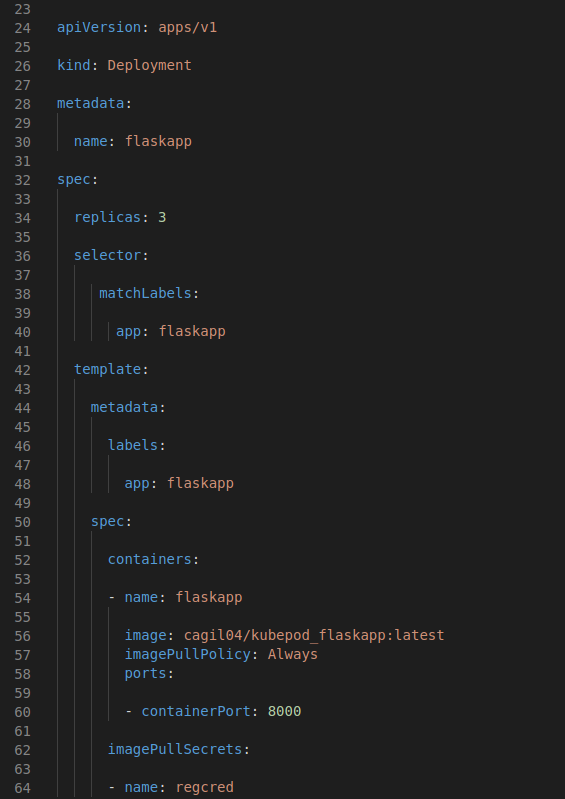 23
24 apiVersion: apps/v1
25
26 kind: Deployment
27
28 metadata:
29
30   name: flaskapp
31
32 spec:
33
34   replicas: 3
35
36   selector:
37
38      matchLabels:
39
40        app: flaskapp
41
42   template:
43
44     metadata:
45
46       labels:
47
48         app: flaskapp
49
50     spec:
51
52       containers:
53
54       - name: flaskapp
55
56         image: cagil04/kubepod_flaskapp:latest
57         imagePullPolicy: Always
58         ports:
59
60         - containerPort: 8000
61
62       imagePullSecrets:
63
64       - name: regcred